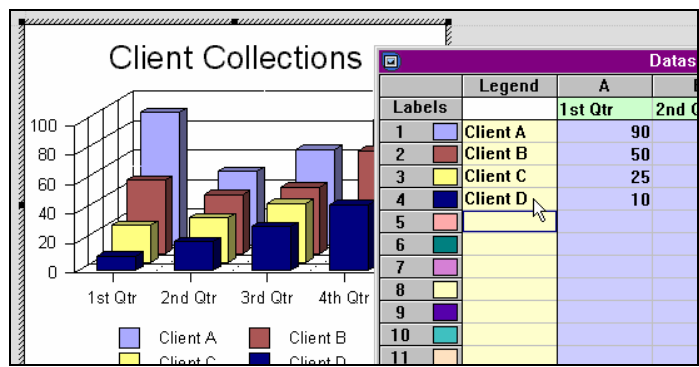 Client Collections
100
80
60
40
20
0
1st Qtr 2nd Qtr 3rd Qtr 4th Qtr
Client A Client B
Client C Client D
Datas
Legend A
Labels 1st Qtr 2nd
1 Client A 90
2 Client B 50
3 Client C 25
4 Client D 10
5
6
7
8
9
10
11